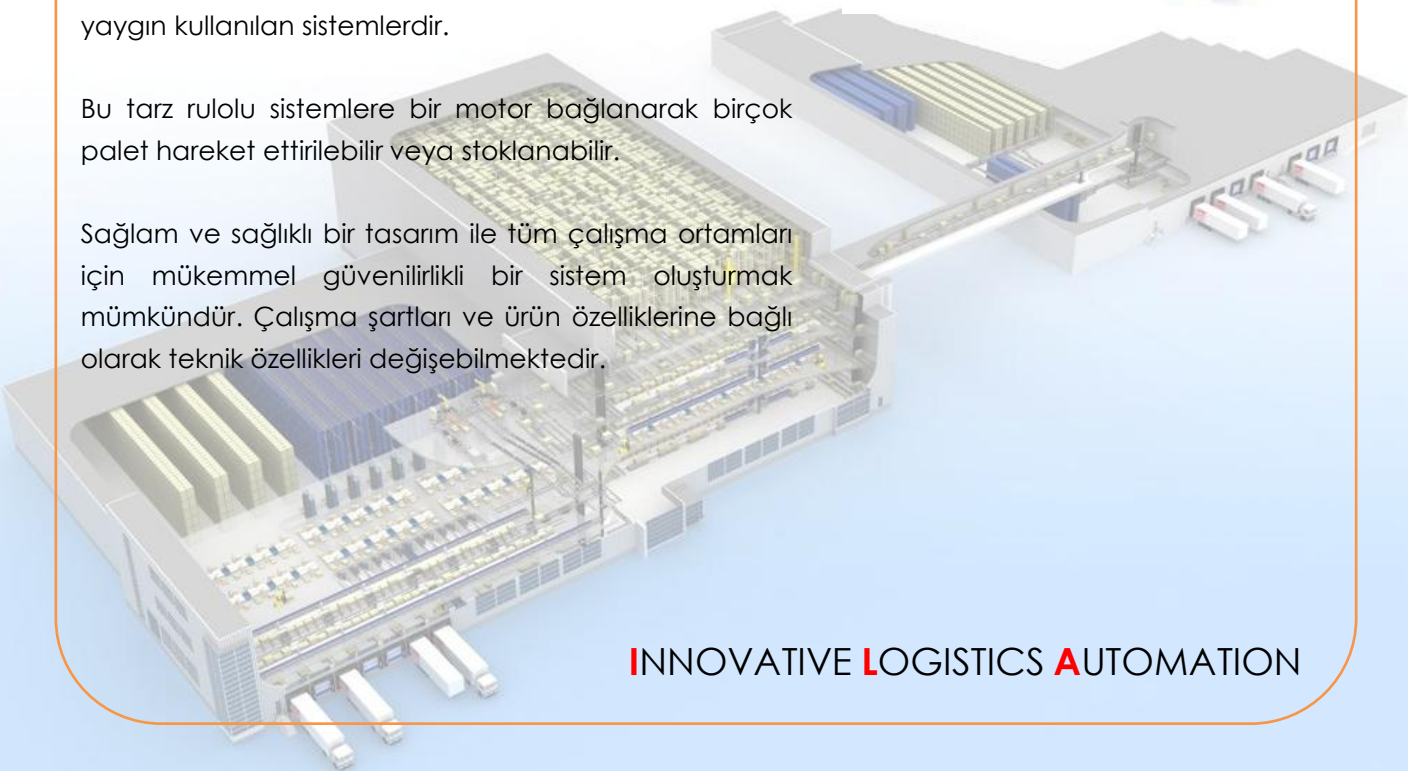 yaygın kullanılan sistemlerdir.
Bu tarz rulolu sistemlere bir motor bağlanarak birçok
palet hareket ettirilebilir veya stoklanabilir.
Sağlam ve sağlıklı bir tasarım ile tüm çalışma ortamları
için mükemmel güvenilirlikli bir sistem oluşturmak
mümkündür. Çalışma şartları ve ürün özelliklerine bağlı
olarak teknik özellikleri değişebilmektedir.
INNOVATIVE LOGISTICS AUTOMATION